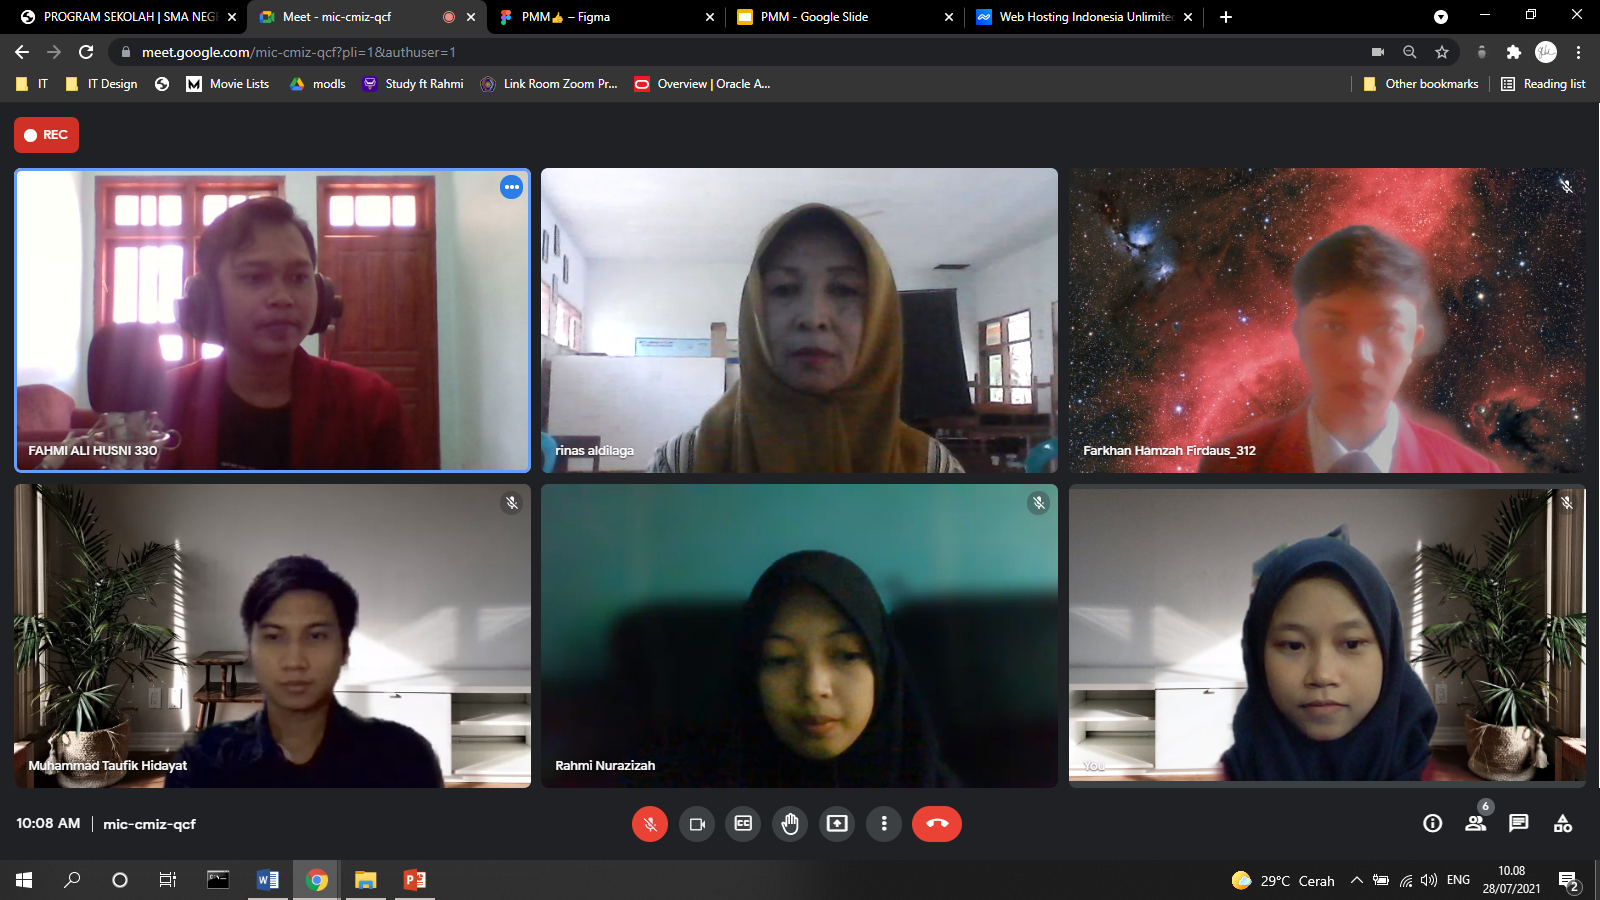 PROGRAM SEKOLAH | SMA NEG
Meet - mic-cmiz-qcf
PMM👍 – Figma
PMM - Google Slide
Web Hosting Indonesia Unlimite
meet.google.com/mic-cmiz-qcf?pli=1&authuser=1
IT
IT Design
Movie Lists
modls
Study ft Rahmi
Link Room Zoom Pr...
Overview | Oracle A...
Other bookmarks
Reading list
REC
FAHMI ALI HUSNI 330
rinas aldilaga
Farkhan Hamzah Firdaus_312
Muhammad Taufik Hidayat
Rahmi Nurazizah
You
10:08 AM | mic-cmiz-qcf
6
29°C Cerah
ENG
10.08
28/07/2021
2